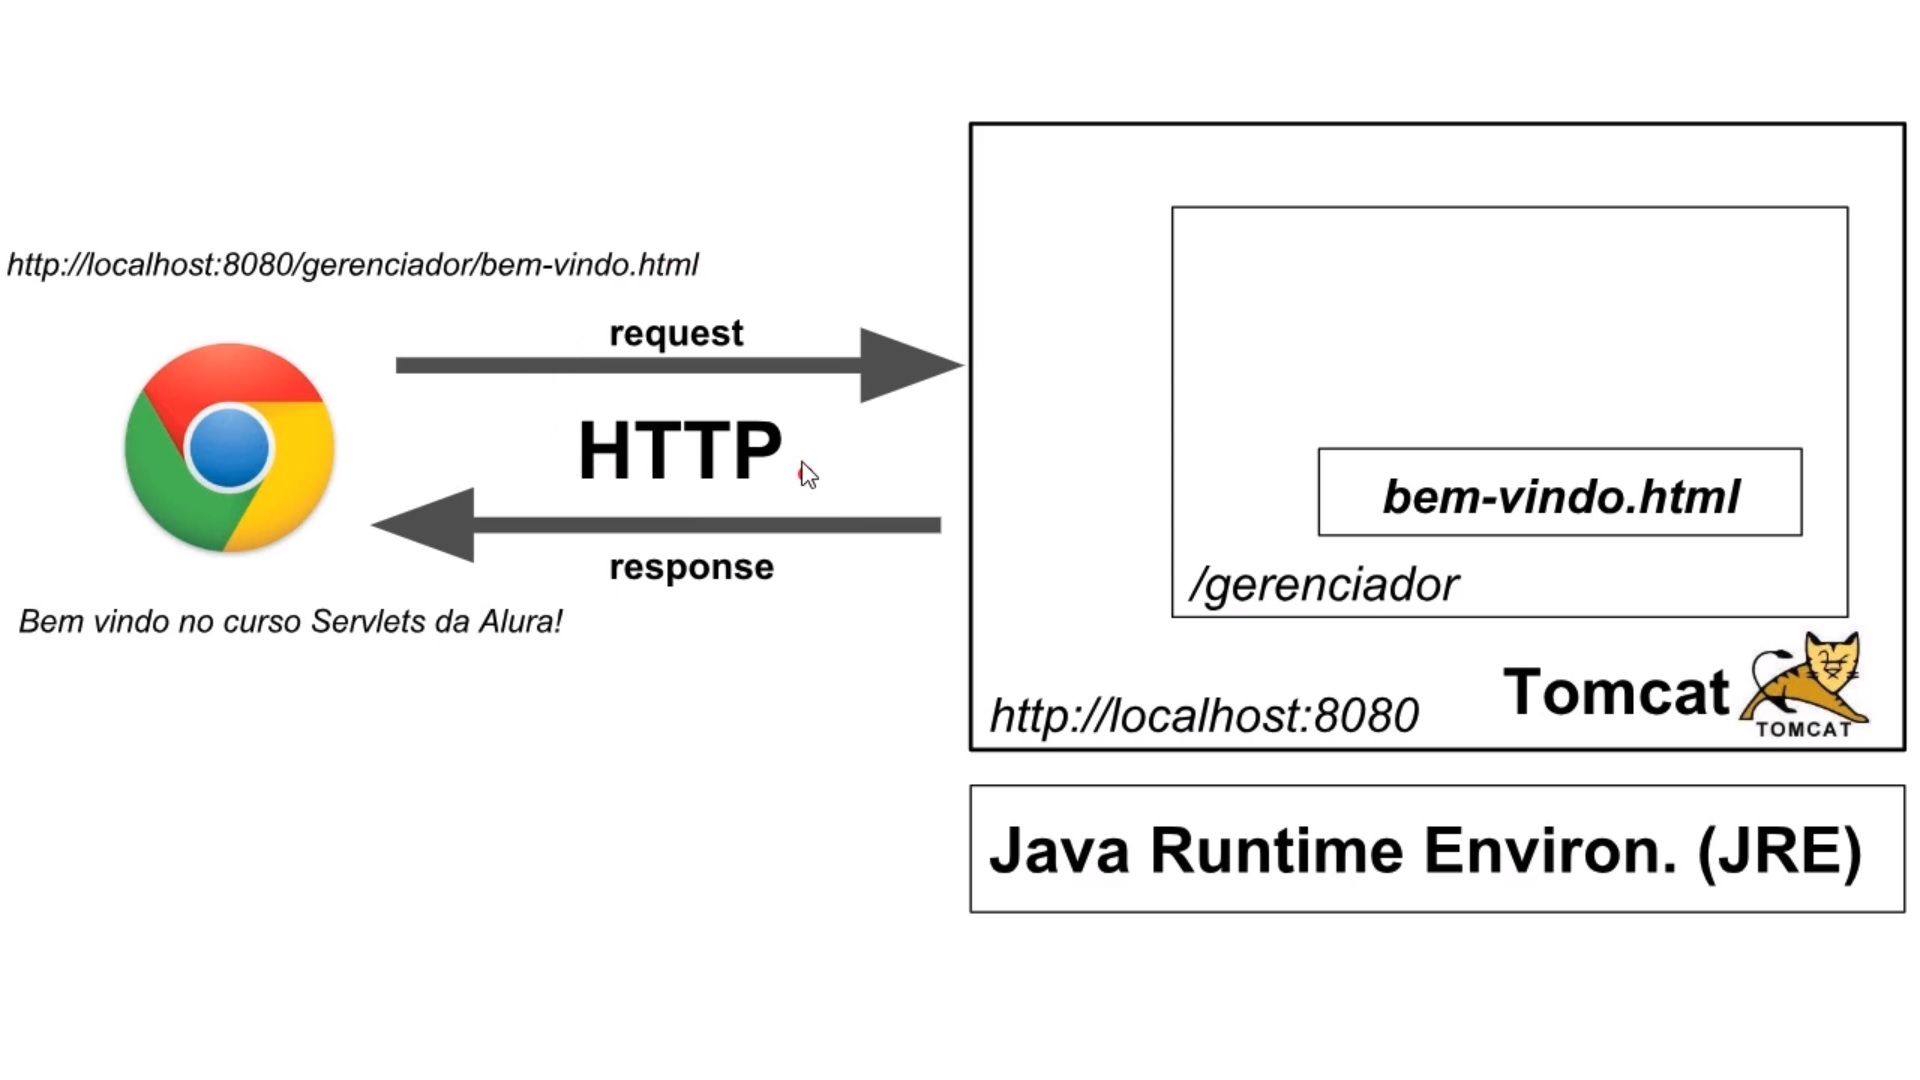 http://localhost:8080/gerenciador/bem-vindo.html
request
HTTP
response
Bem vindo no curso Servlets da Alura!
bem-vindo.html
/gerenciador
Tomcat
TOMCAT
http://localhost:8080
Java Runtime Environ. (JRE)